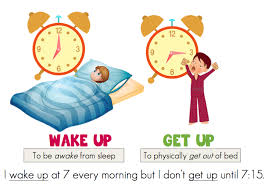 WAKE UP
To be awake from sleep
GET UP
To physically get out of bed
I wake up at 7 every morning but I don't get up until 7:15.